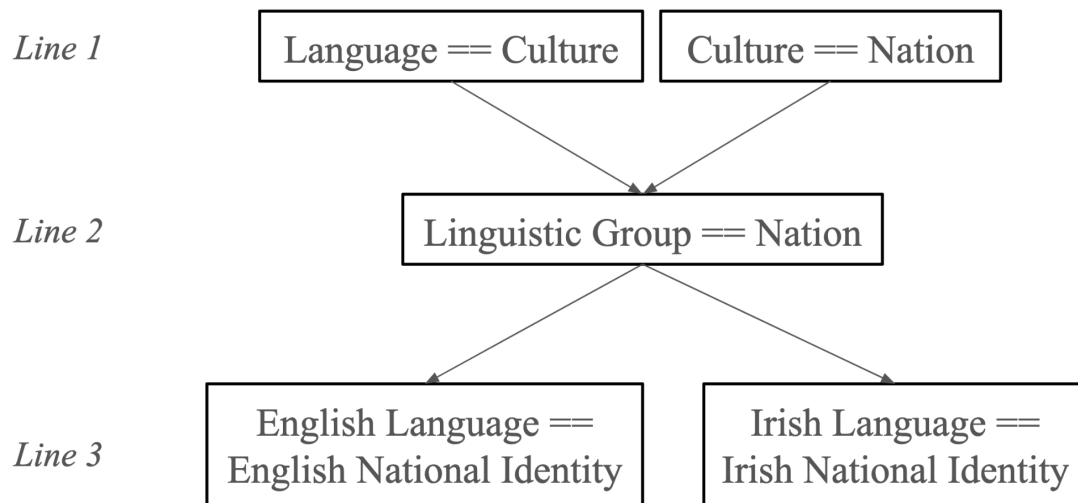 Line 1
Language == Culture
Culture == Nation
Line 2
Linguistic Group == Nation
Line 3
English Language ==
English National Identity
Irish Language ==
Irish National Identity